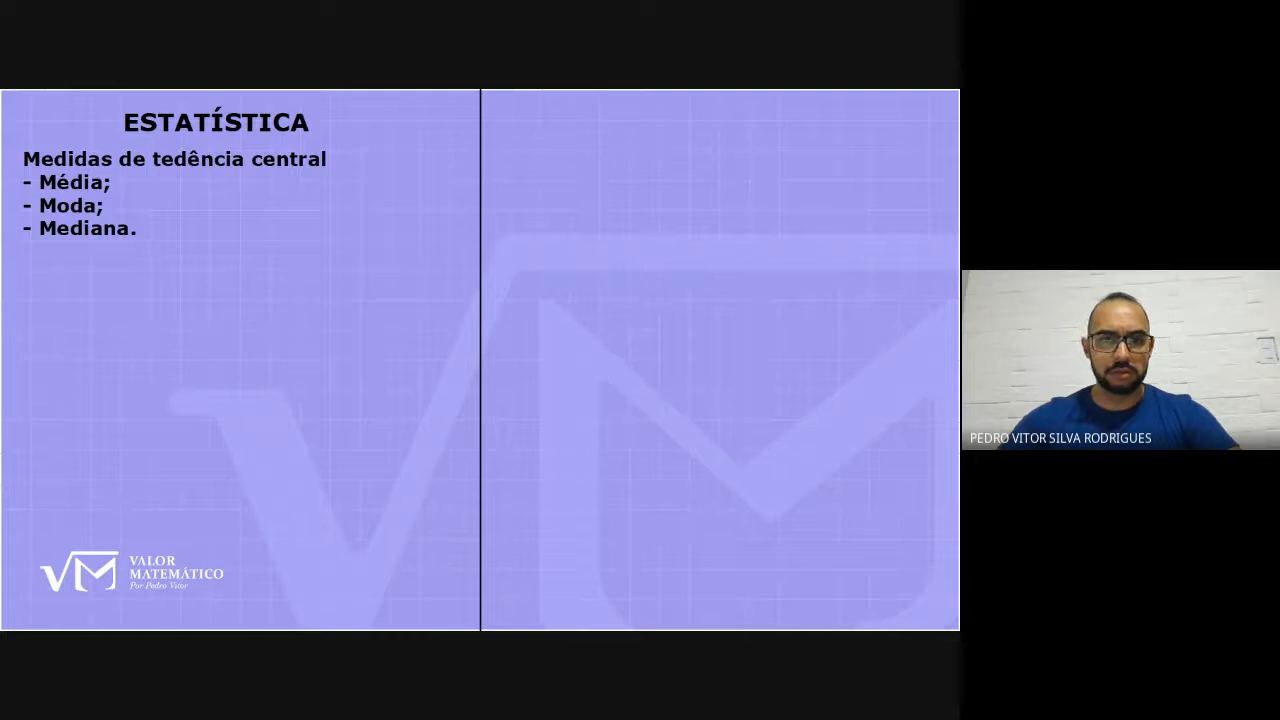 ESTATÍSTICA
Medidas de tedência central
- Média;
- Moda;
- Mediana.
VALOR
MATEMÁTICO
Por Pedro Vitor
PEDRO VITOR SILVA RODRIGUES